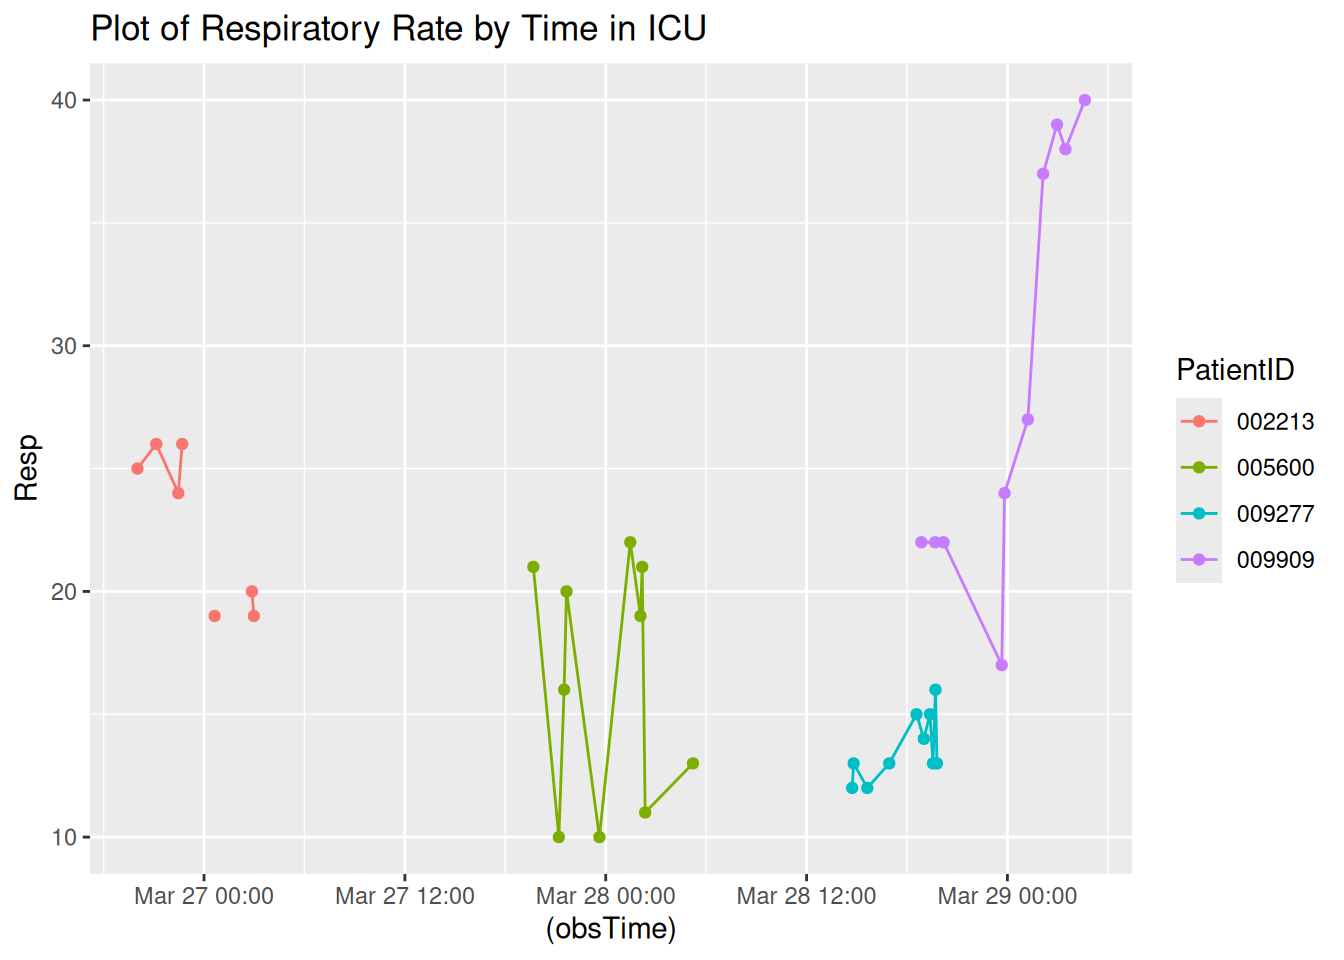 Plot of Respiratory Rate by Time in ICU
40
30
20
10
Resp
Mar 27 00:00
Mar 27 12:00
Mar 28 00:00
Mar 28 12:00
Mar 29 00:00
(obsTime)
PatientID
002213
005600
009277
009909